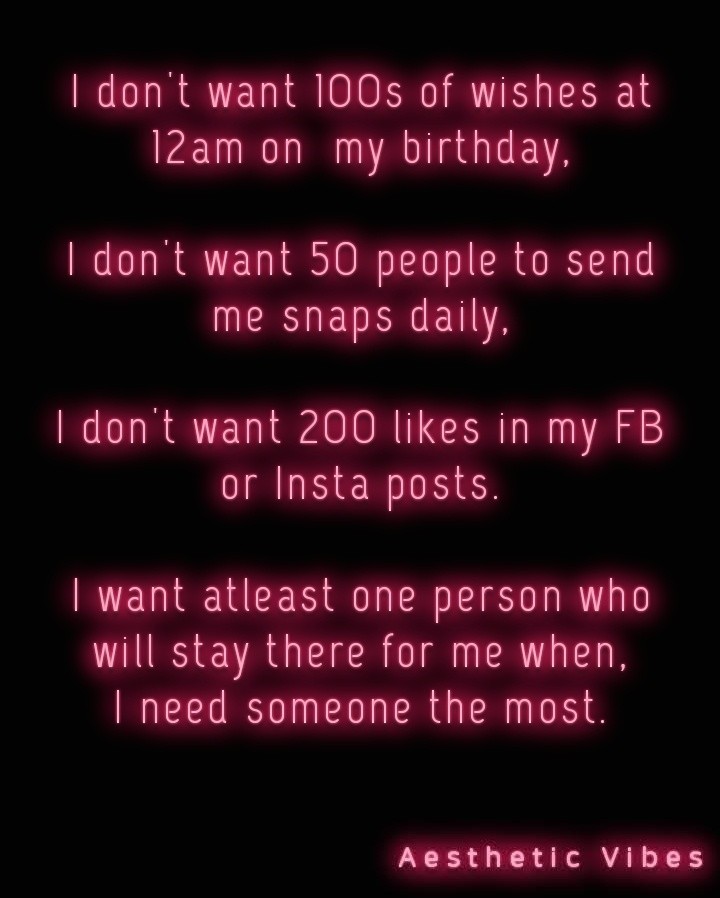 I don't want 100s of wishes at
12am on my birthday,
I don't want 50 people to send
me snaps daily,
I don't want 200 likes in my FB
or Insta posts.
I want atleast one person who
will stay there for me when,
I need someone the most.
Aesthetic Vibes